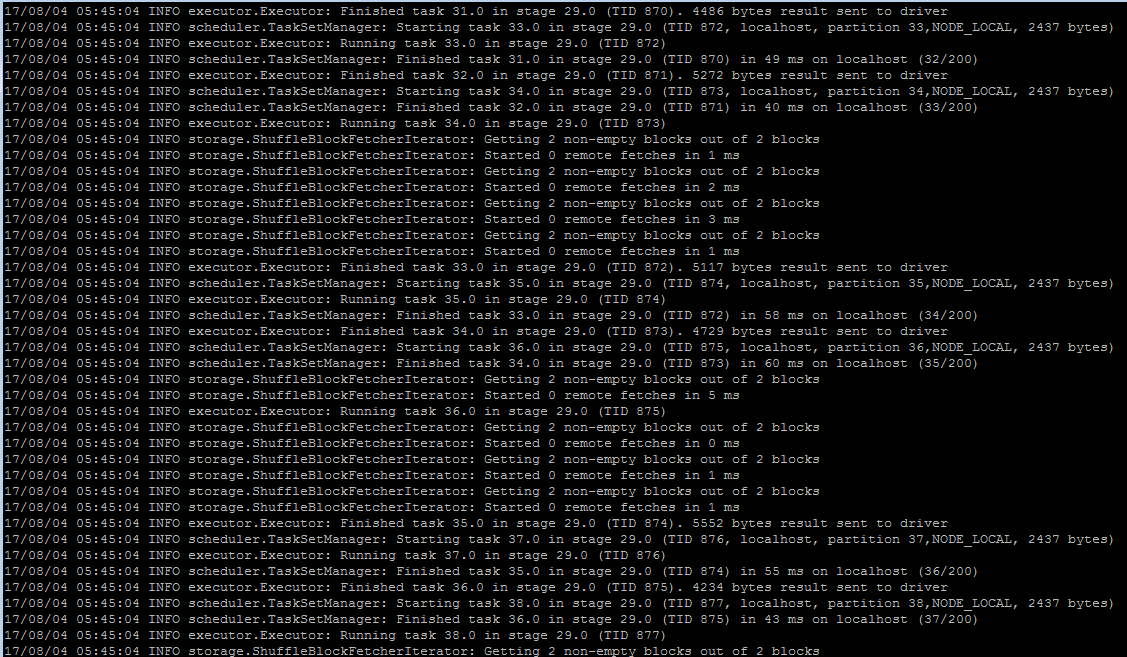 17/08/04 05:45:04 INFO executor.Executor: Finished task 31.0 in stage 29.0 (TID 870). 4486 bytes result sent to driver
17/08/04 05:45:04 INFO scheduler.TaskSetManager: Starting task 33.0 in stage 29.0 (TID 872, localhost, partition 33,NODE_LOCAL, 2437 bytes)
17/08/04 05:45:04 INFO executor.Executor: Running task 33.0 in stage 29.0 (TID 872)
17/08/04 05:45:04 INFO scheduler.TaskSetManager: Finished task 31.0 in stage 29.0 (TID 870) in 49 ms on localhost (32/200)
17/08/04 05:45:04 INFO executor.Executor: Finished task 32.0 in stage 29.0 (TID 871). 5272 bytes result sent to driver
17/08/04 05:45:04 INFO scheduler.TaskSetManager: Starting task 34.0 in stage 29.0 (TID 873, localhost, partition 34,NODE_LOCAL, 2437 bytes)
17/08/04 05:45:04 INFO scheduler.TaskSetManager: Finished task 32.0 in stage 29.0 (TID 871) in 40 ms on localhost (33/200)
17/08/04 05:45:04 INFO executor.Executor: Running task 34.0 in stage 29.0 (TID 873)
17/08/04 05:45:04 INFO storage.ShuffleBlockFetcherIterator: Getting 2 non-empty blocks out of 2 blocks
17/08/04 05:45:04 INFO storage.ShuffleBlockFetcherIterator: Started 0 remote fetches in 1 ms
17/08/04 05:45:04 INFO storage.ShuffleBlockFetcherIterator: Getting 2 non-empty blocks out of 2 blocks
17/08/04 05:45:04 INFO storage.ShuffleBlockFetcherIterator: Started 0 remote fetches in 2 ms
17/08/04 05:45:04 INFO storage.ShuffleBlockFetcherIterator: Getting 2 non-empty blocks out of 2 blocks
17/08/04 05:45:04 INFO storage.ShuffleBlockFetcherIterator: Started 0 remote fetches in 3 ms
17/08/04 05:45:04 INFO storage.ShuffleBlockFetcherIterator: Getting 2 non-empty blocks out of 2 blocks
17/08/04 05:45:04 INFO storage.ShuffleBlockFetcherIterator: Started 0 remote fetches in 1 ms
17/08/04 05:45:04 INFO executor.Executor: Finished task 33.0 in stage 29.0 (TID 872). 5117 bytes result sent to driver
17/08/04 05:45:04 INFO scheduler.TaskSetManager: Starting task 35.0 in stage 29.0 (TID 874, localhost, partition 35,NODE_LOCAL, 2437 bytes)
17/08/04 05:45:04 INFO executor.Executor: Running task 35.0 in stage 29.0 (TID 874)
17/08/04 05:45:04 INFO scheduler.TaskSetManager: Finished task 33.0 in stage 29.0 (TID 872) in 58 ms on localhost (34/200)
17/08/04 05:45:04 INFO executor.Executor: Finished task 34.0 in stage 29.0 (TID 873). 4729 bytes result sent to driver
17/08/04 05:45:04 INFO scheduler.TaskSetManager: Starting task 36.0 in stage 29.0 (TID 875, localhost, partition 36,NODE_LOCAL, 2437 bytes)
17/08/04 05:45:04 INFO scheduler.TaskSetManager: Finished task 34.0 in stage 29.0 (TID 873) in 60 ms on localhost (35/200)
17/08/04 05:45:04 INFO storage.ShuffleBlockFetcherIterator: Getting 2 non-empty blocks out of 2 blocks
17/08/04 05:45:04 INFO storage.ShuffleBlockFetcherIterator: Started 0 remote fetches in 5 ms
17/08/04 05:45:04 INFO executor.Executor: Running task 36.0 in stage 29.0 (TID 875)
17/08/04 05:45:04 INFO storage.ShuffleBlockFetcherIterator: Getting 2 non-empty blocks out of 2 blocks
17/08/04 05:45:04 INFO storage.ShuffleBlockFetcherIterator: Started 0 remote fetches in 0 ms
17/08/04 05:45:04 INFO storage.ShuffleBlockFetcherIterator: Getting 2 non-empty blocks out of 2 blocks
17/08/04 05:45:04 INFO storage.ShuffleBlockFetcherIterator: Started 0 remote fetches in 1 ms
17/08/04 05:45:04 INFO storage.ShuffleBlockFetcherIterator: Getting 2 non-empty blocks out of 2 blocks
17/08/04 05:45:04 INFO storage.ShuffleBlockFetcherIterator: Started 0 remote fetches in 1 ms
17/08/04 05:45:04 INFO executor.Executor: Finished task 35.0 in stage 29.0 (TID 874). 5552 bytes result sent to driver
17/08/04 05:45:04 INFO scheduler.TaskSetManager: Starting task 37.0 in stage 29.0 (TID 876, localhost, partition 37,NODE_LOCAL, 2437 bytes)
17/08/04 05:45:04 INFO executor.Executor: Running task 37.0 in stage 29.0 (TID 876)
17/08/04 05:45:04 INFO scheduler.TaskSetManager: Finished task 35.0 in stage 29.0 (TID 874) in 55 ms on localhost (36/200)
17/08/04 05:45:04 INFO executor.Executor: Finished task 36.0 in stage 29.0 (TID 875). 4234 bytes result sent to driver
17/08/04 05:45:04 INFO scheduler.TaskSetManager: Starting task 38.0 in stage 29.0 (TID 877, localhost, partition 38,NODE_LOCAL, 2437 bytes)
17/08/04 05:45:04 INFO scheduler.TaskSetManager: Finished task 36.0 in stage 29.0 (TID 875) in 43 ms on localhost (37/200)
17/08/04 05:45:04 INFO executor.Executor: Running task 38.0 in stage 29.0 (TID 877)
17/08/04 05:45:04 INFO storage.ShuffleBlockFetcherIterator: Getting 2 non-empty blocks out of 2 blocks